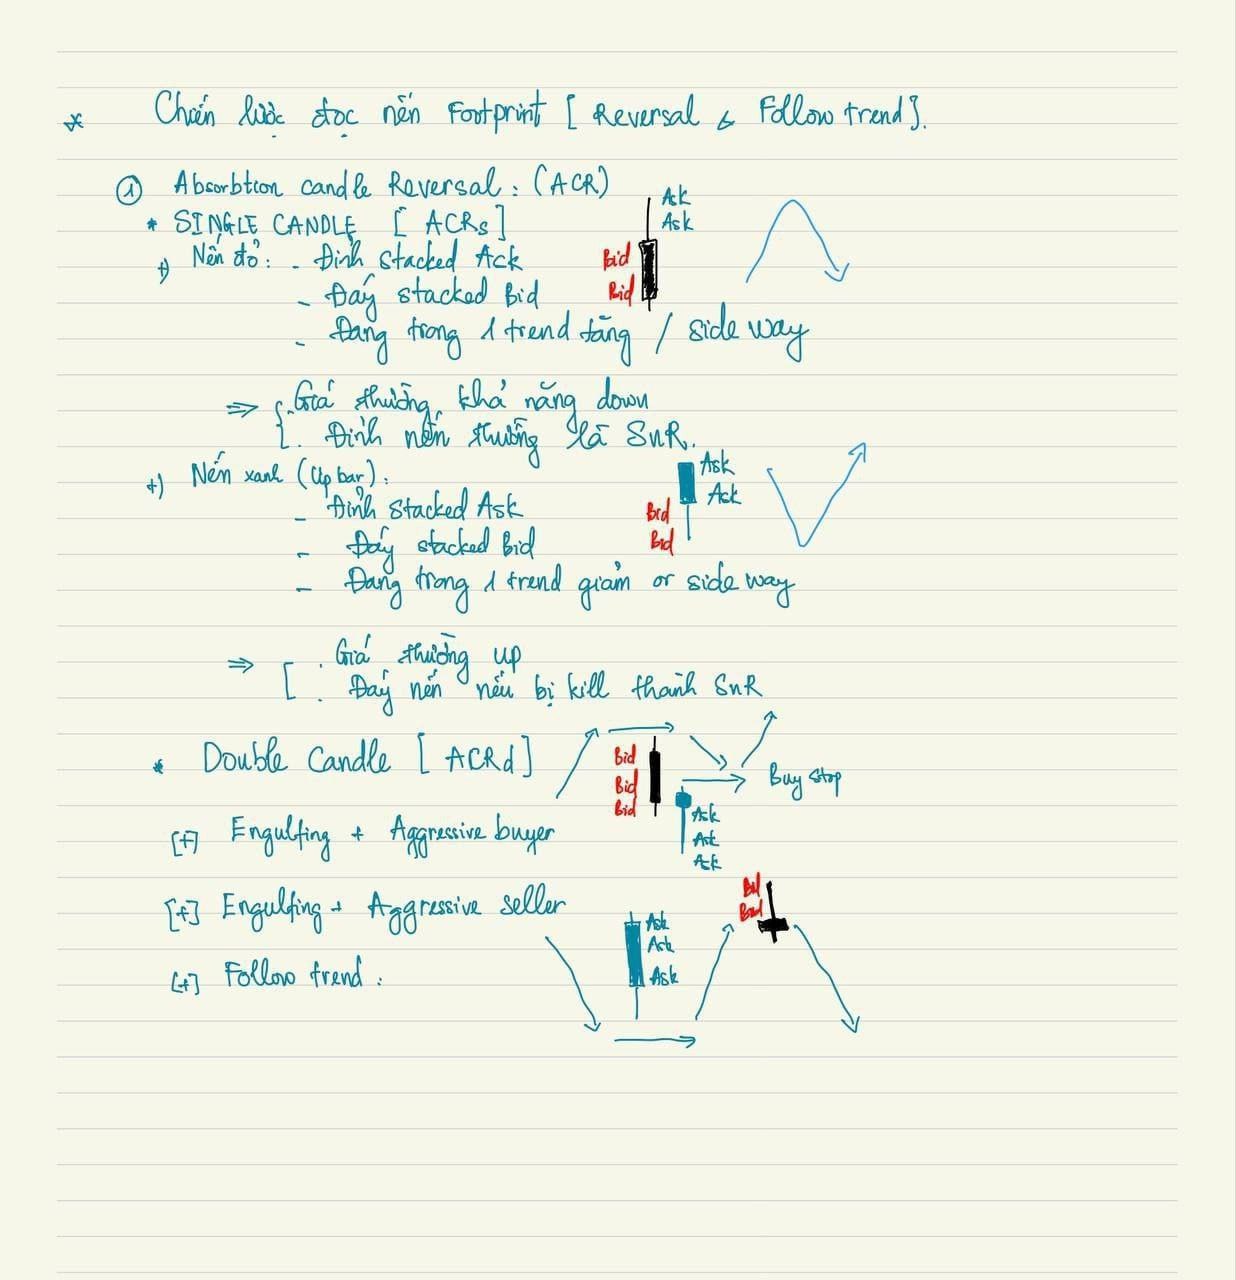 * Chiến lược đọc nến Footprint [ Reversal & Follow trend ].
① Absorbtion candle Reversal : (ACR)
* SINGLE CANDLE [ ACRs ]
Ask
Ask
+) Nến đỏ : - Đỉnh stacked Ask
Bid
- Đáy stacked Bid
Bid
- Đang trong 1 trend tăng / side way
=> { . Giá thường khả năng down
. Đỉnh nến thường là SnR.
+) Nến xanh (Up bar) :
Ask
Ask
- Đỉnh Stacked Ask
Bid
- Đáy stacked Bid
Bid
- Đang trong 1 trend giảm or side way
=> [ . Giá thường up
. Đáy nến nếu bị kill thành SnR
* Double Candle [ ACRd ]
Bid
Bid
Bid
Buy stop
Ask
Ask
Ask
[+] Engulfing + Aggressive buyer
[+] Engulfing + Aggressive seller
Bid
Bid
Ask
Ask
Ask
[+] Follow trend :